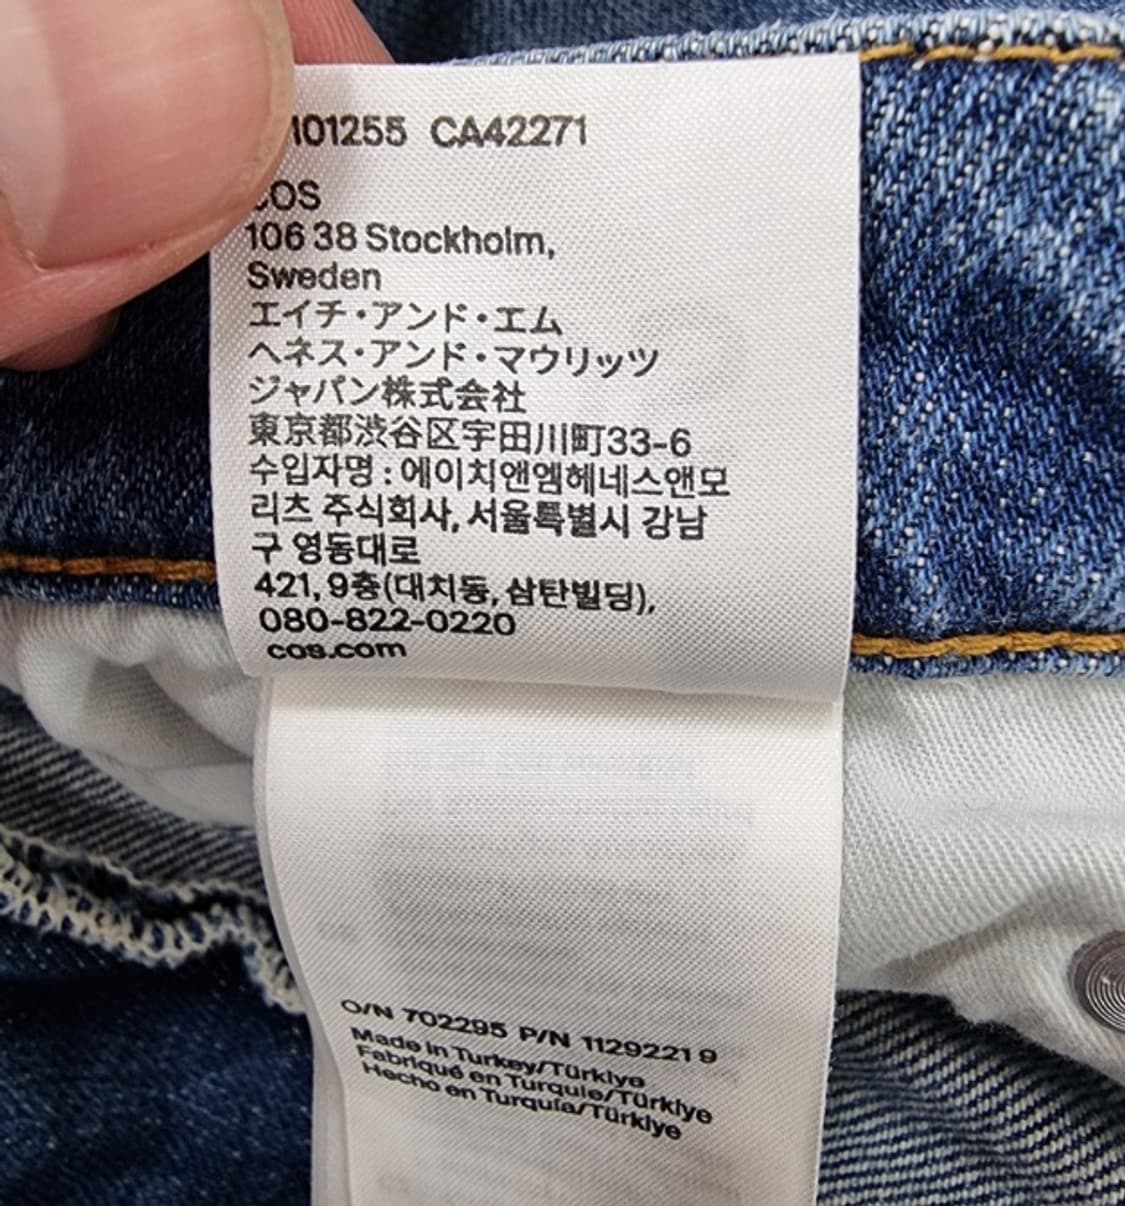 101255 CA42271
COS
106 38 Stockholm,
Sweden
エイチ・アンド・エム
ヘネス・アンド・マウリッツ
ジャパン株式会社
東京都渋谷区宇田川町33-6
수입자명 : 에이치앤엠헤네스앤모
리츠 주식회사, 서울특별시 강남
구 영동대로
421, 9층(대치동, 삼탄빌딩),
080-822-0220
cos.com
O/N 702295 P/N 1129221 9
Made in Turkey/Türkiye
Fabriqué en Turquie/Türkiye
Hecho en Turquía/Türkiye